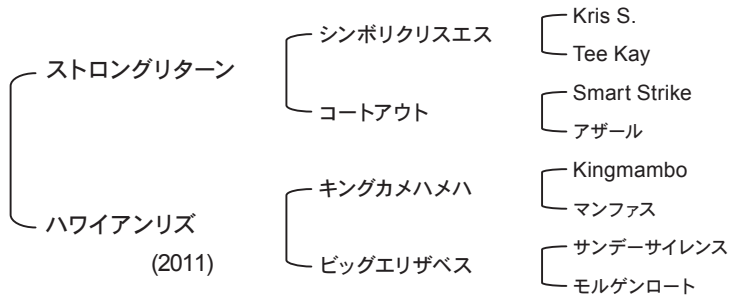 ストロングリターン
シンボリクリスエス
Kris S.
Tee Kay
コートアウト
Smart Strike
アザール
ハワイアンリズ
(2011)
キングカメハメハ
Kingmambo
マンファス
ビッグエリザベス
サンデーサイレンス
モルゲンロート